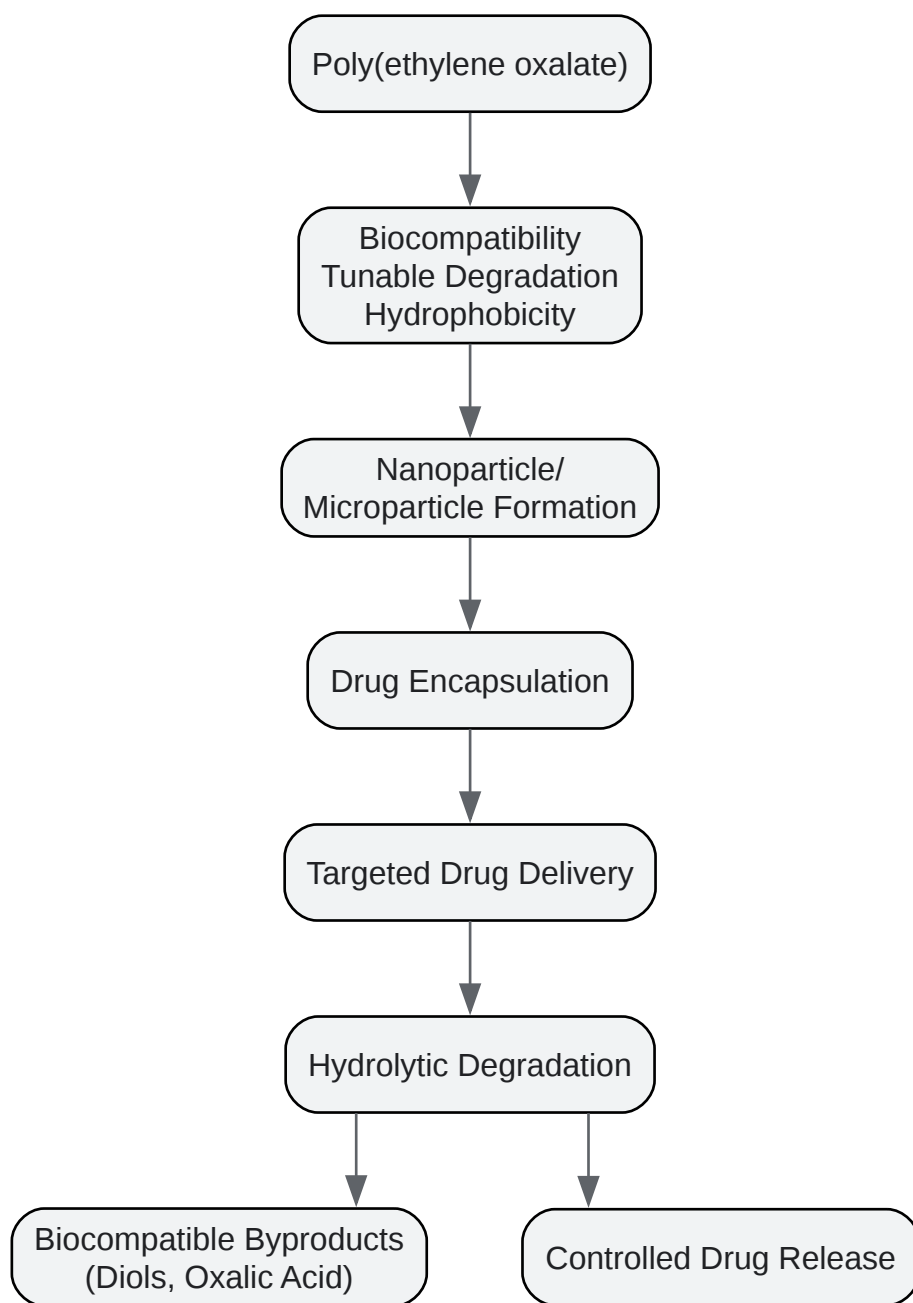 Poly(ethylene oxalate)
Biocompatibility
Tunable Degradation
Hydrophobicity
Nanoparticle/
Microparticle Formation
Drug Encapsulation
Targeted Drug Delivery
Hydrolytic Degradation
Biocompatible Byproducts
(Diols, Oxalic Acid)
Controlled Drug Release